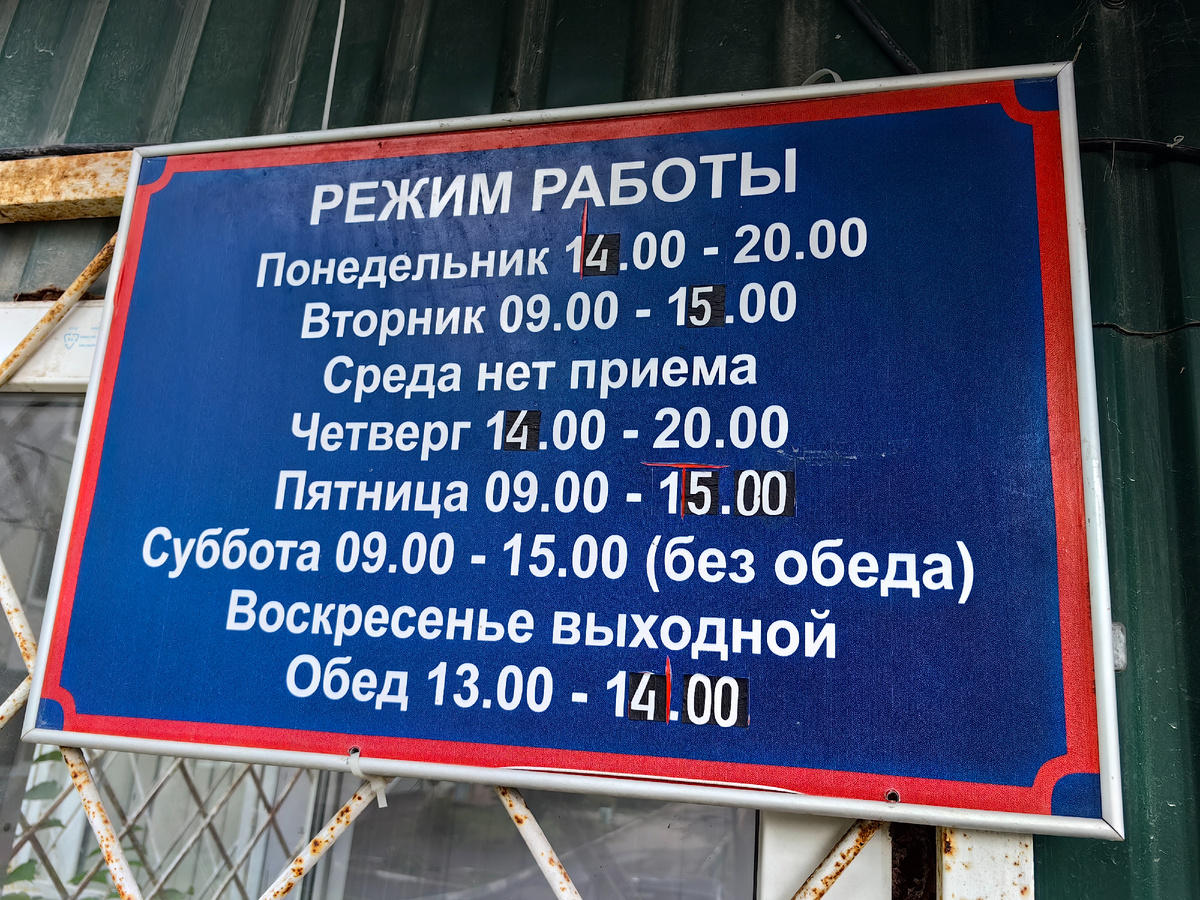 РЕЖИМ РАБОТЫ
Понедельник 14.00 - 20.00
Вторник 09.00 - 15.00
Среда нет приема
Четверг 14.00 - 20.00
Пятница 09.00 - 15.00
Суббота 09.00 - 15.00 (без обеда)
Воскресенье выходной
Обед 13.00 - 14.00